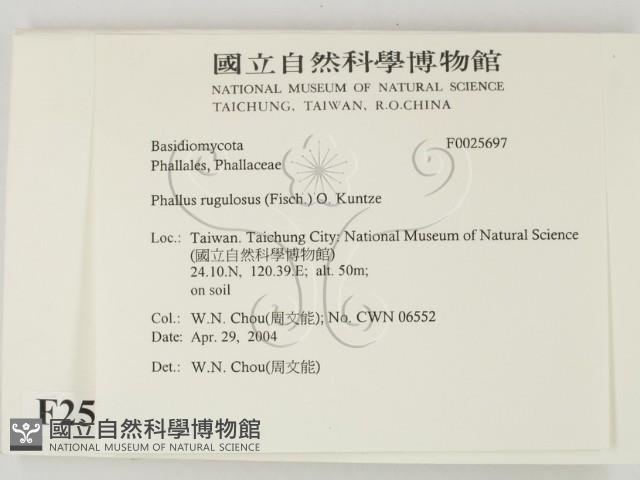 國立自然科學博物館
NATIONAL MUSEUM OF NATURAL SCIENCE
TAICHUNG, TAIWAN, R.O.CHINA
Basidiomycota F0025697
Phallales, Phallaceae
Phallus rugulosus (Fisch.) O. Kuntze
Loc.: Taiwan. Taichung City: National Museum of Natural Science
(國立自然科學博物館)
24.10.N, 120.39.E; alt. 50m;
on soil
Col.: W.N. Chou(周文能); No. CWN 06552
Date: Apr. 29, 2004
Det.: W.N. Chou(周文能)
F25
國立自然科學博物館
NATIONAL MUSEUM OF NATURAL SCIENCE